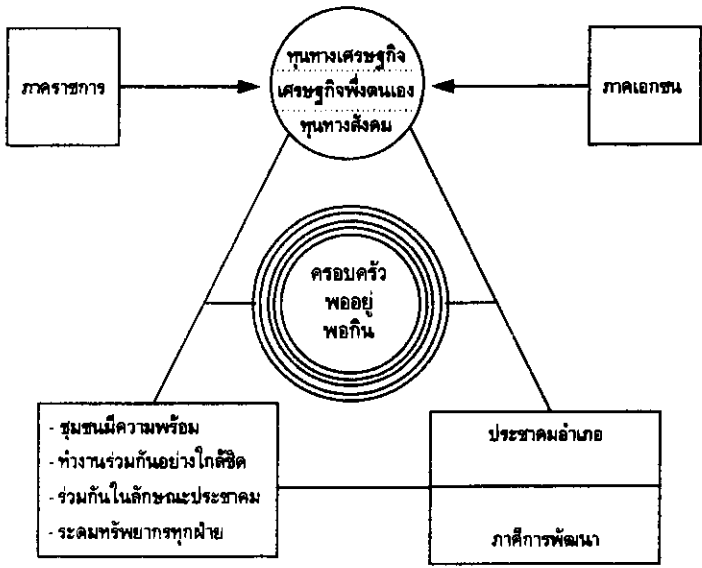 ทุนทางเศรษฐกิจ
ภาคราชการ
เศรษฐกิจพึ่งตนเอง
ภาคเอกชน
ทุนทางสังคม
ครอบครัว
พออยู่
พอกิน
- ชุมชนมีความพร้อม
- ทำงานร่วมกันอย่างใกล้ชิด
- ร่วมกันในลักษณะประชาคม
- ระดมทรัพยากรทุกฝ่าย
ประชาคมอำเภอ
ภาคีการพัฒนา